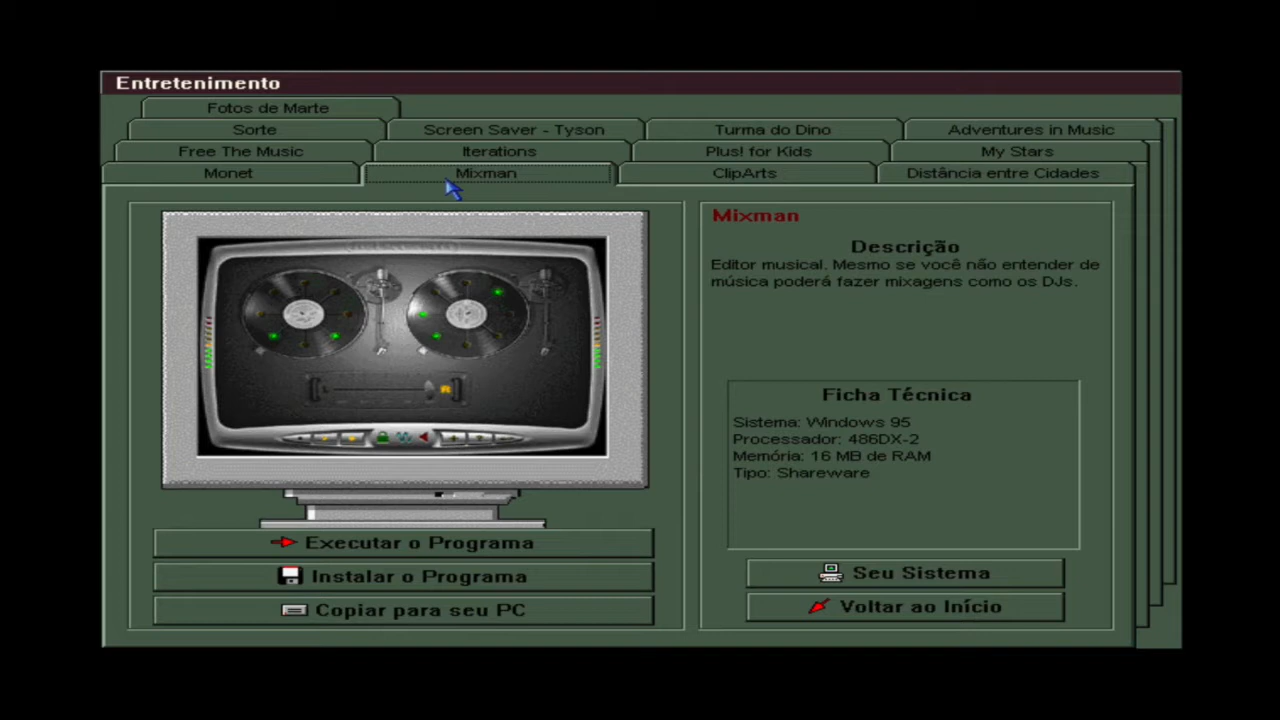 Entretenimento
Fotos de Marte
Sorte
Screen Saver - Tyson
Turma do Dino
Adventures in Music
Free The Music
Iterations
Plus! for Kids
My Stars
Monet
Mixman
ClipArts
Distância entre Cidades
Mixman
Descrição
Editor musical. Mesmo se você não entender de
música poderá fazer mixagens como os DJs.
Ficha Técnica
Sistema: Windows 95
Processador: 486DX-2
Memória: 16 MB de RAM
Tipo: Shareware
Executar o Programa
Instalar o Programa
Copiar para seu PC
Seu Sistema
Voltar ao Início